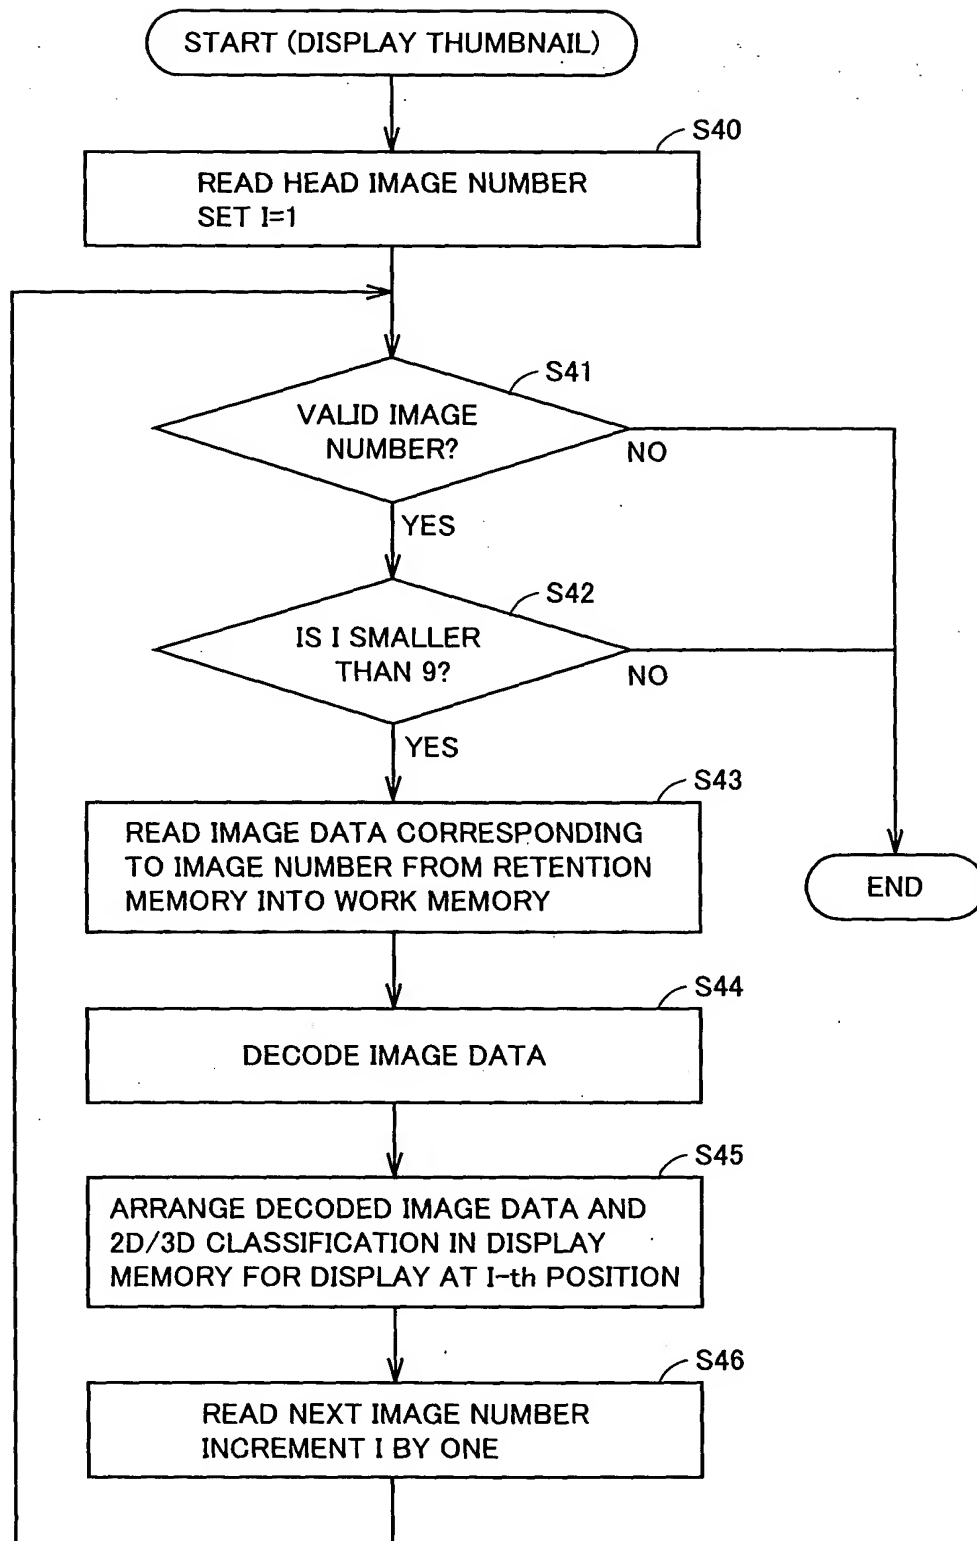 START (DISPLAY THUMBNAIL)
S40
READ HEAD IMAGE NUMBER
SET I=1
S41
VALID IMAGE
NUMBER?
NO
YES
S42
IS I SMALLER
THAN 9?
NO
YES
S43
READ IMAGE DATA CORRESPONDING
TO IMAGE NUMBER FROM RETENTION
MEMORY INTO WORK MEMORY
END
S44
DECODE IMAGE DATA
S45
ARRANGE DECODED IMAGE DATA AND
2D/3D CLASSIFICATION IN DISPLAY
MEMORY FOR DISPLAY AT I-th POSITION
S46
READ NEXT IMAGE NUMBER
INCREMENT I BY ONE